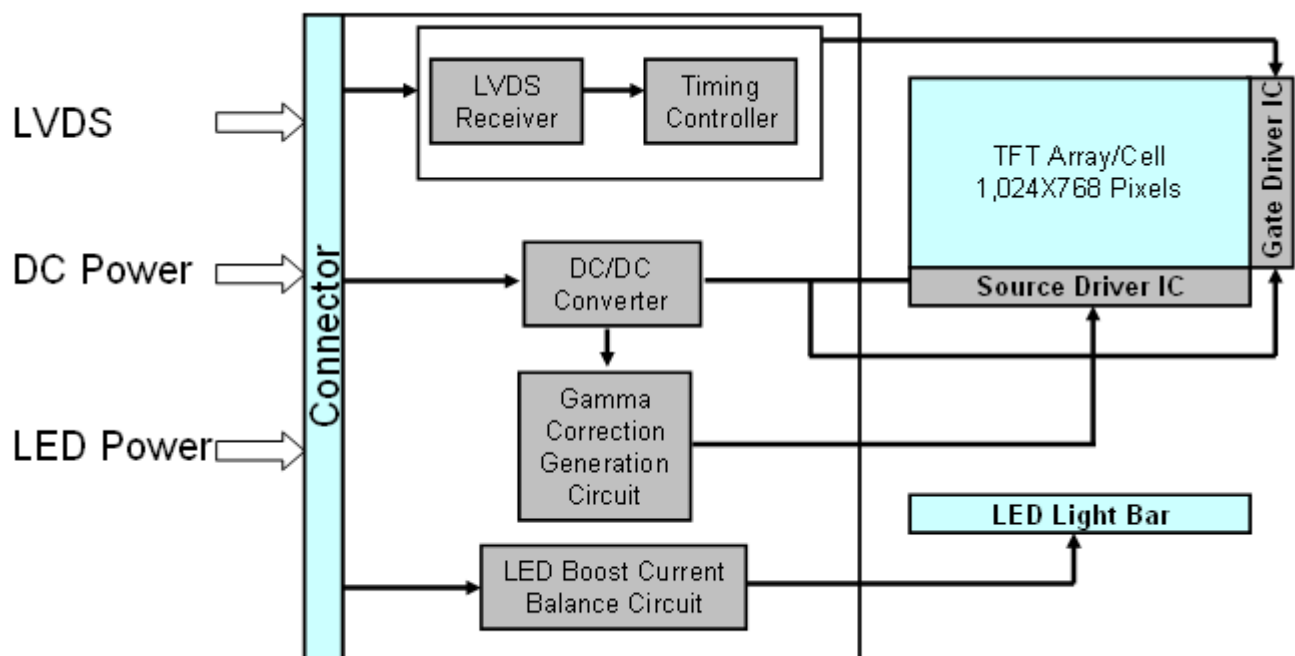 LVDS
DC Power
LED Power
Connector
LVDS
Receiver
Timing
Controller
DC/DC
Converter
Gamma
Correction
Generation
Circuit
LED Boost Current
Balance Circuit
TFT Array/Cell
1,024X768 Pixels
Gate Driver IC
Source Driver IC
LED Light Bar